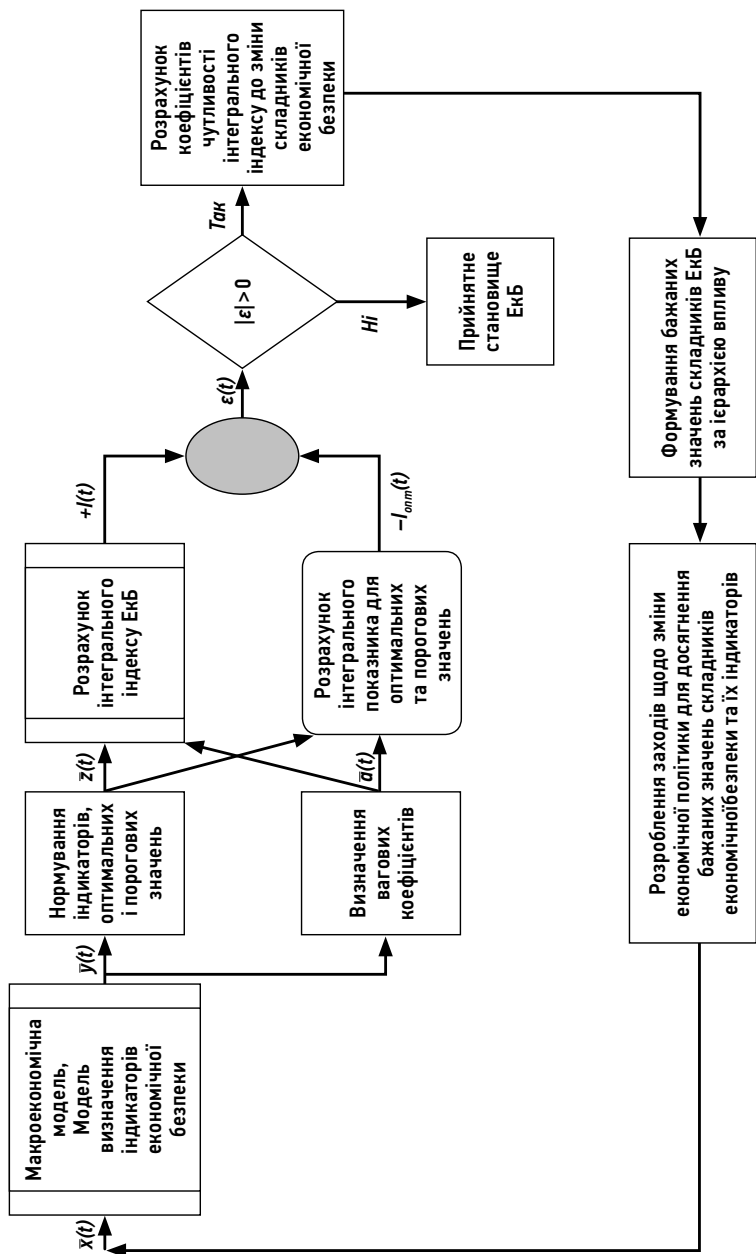 x̅(t)
Макроекономічна
модель,
Модель
визначення
індикаторів
економічної
безпеки
y̅(t)
Нормування
індикаторів,
оптимальних
і порогових
значень
Визначення
вагових
коефіцієнтів
z̅(t)
a̅(t)
Розрахунок
інтегрального
індексу ЕкБ
Розрахунок
інтегрального
показника для
оптимальних
та порогових
значень
+I(t)
–Iопт(t)
ε(t)
|ε| > 0
Так
Ні
Розрахунок
коефіцієнтів
чутливості
інтегрального
індексу до зміни
складників
економічної
безпеки
Прийнятне
становище
ЕкБ
Формування бажаних
значень складників ЕкБ
за ієрархією впливу
Розроблення заходів щодо зміни
економічної політики для досягнення
бажаних значень складників
економічноїбезпеки та їх індикаторів